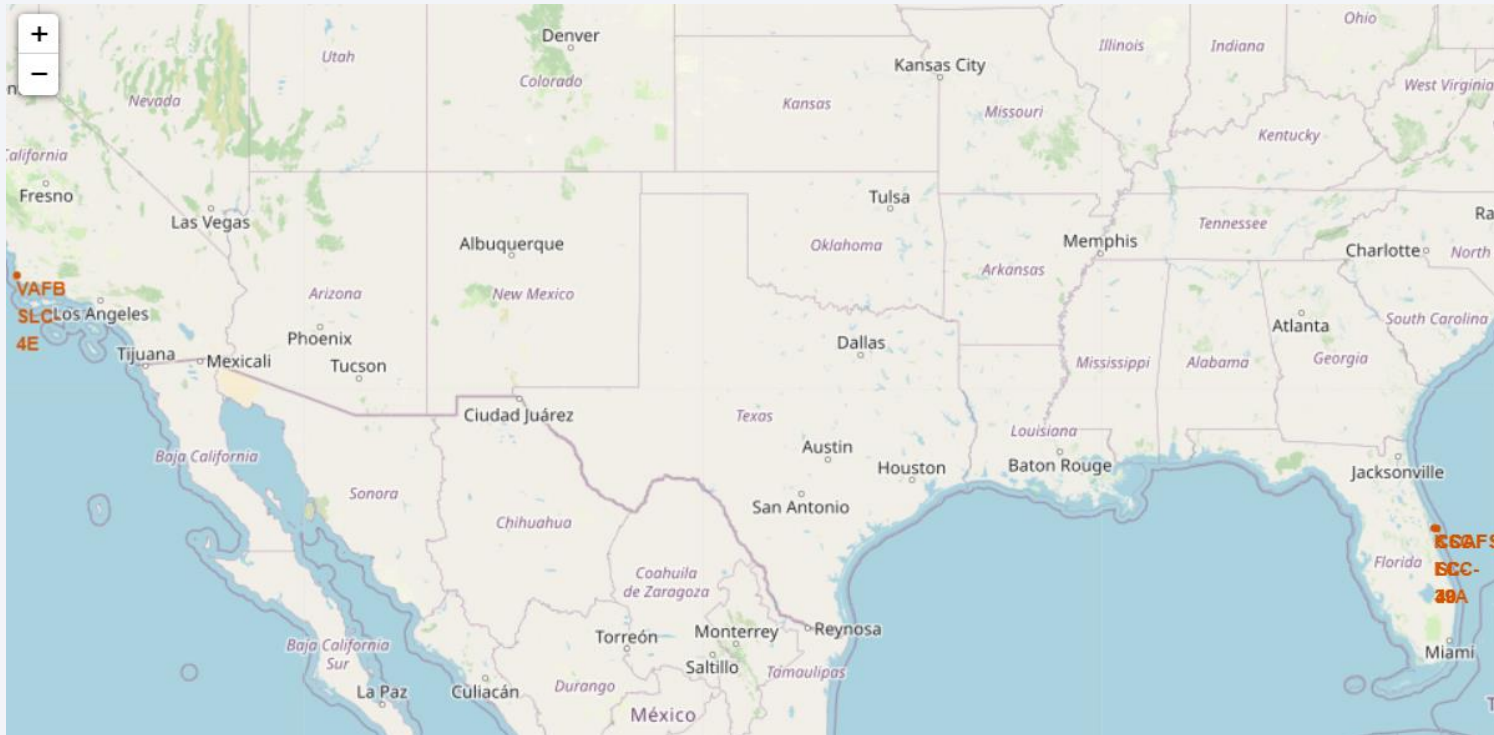 +
−
Denver
Utah
Colorado
Nevada
Kansas City
Kansas
Missouri
Illinois
Indiana
Ohio
West Virginia
Kentucky
California
Fresno
Las Vegas
Albuquerque
Tulsa
Oklahoma
Memphis
Tennessee
Charlotte
North
Arkansas
VAFB
SLC-
4E
Los Angeles
Arizona
New Mexico
Phoenix
Tucson
Tijuana
Mexicali
Dallas
Atlanta
South Carolina
Mississippi
Alabama
Georgia
Ciudad Juárez
Texas
Louisiana
Austin
Houston
Baton Rouge
Jacksonville
San Antonio
Baja California
Sonora
Chihuahua
Florida
Coahuila
de Zaragoza
Torreón
Monterrey
Reynosa
Saltillo
Tamaulipas
Miami
Baja California
Sur
La Paz
Culiacán
Durango
México